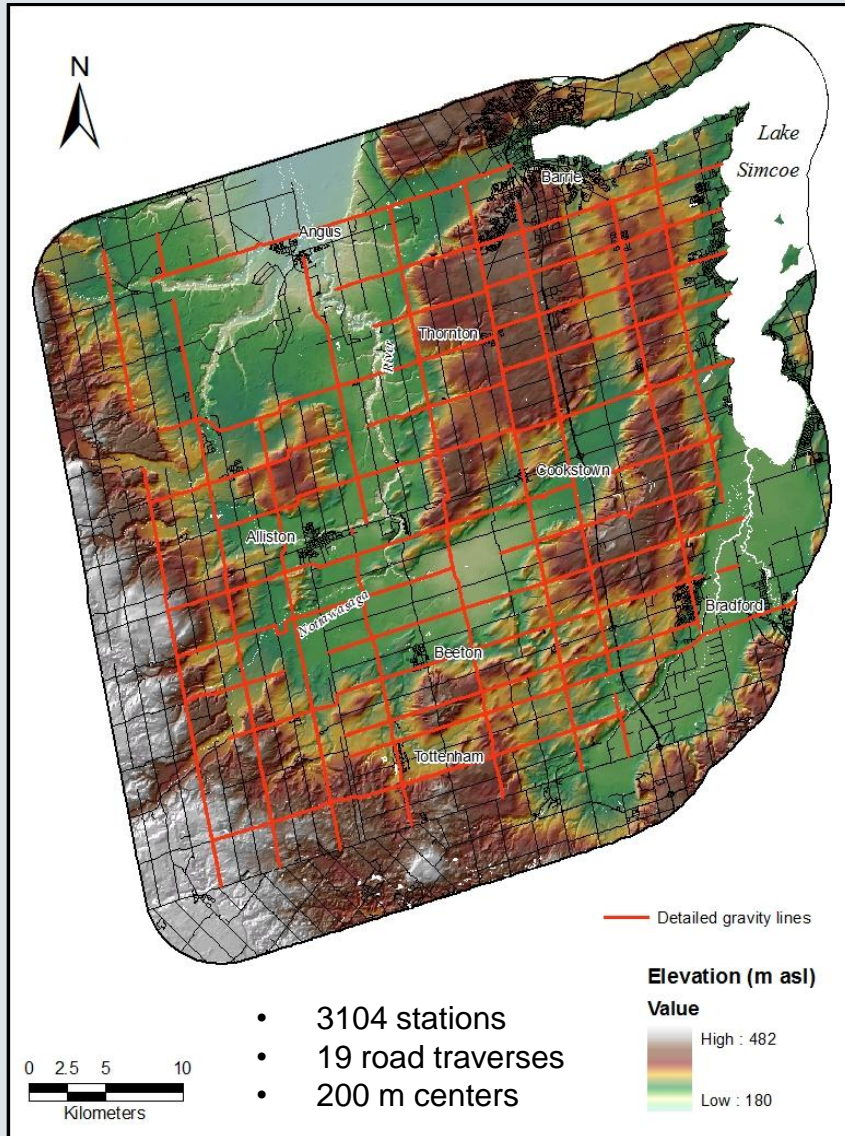 N
Lake
Simcoe
Barrie
Angus
Thornton
River
Cookstown
Alliston
Nottawasaga
Bradford
Beeton
Tottenham
Detailed gravity lines
Elevation (m asl)
Value
High : 482
Low : 180
• 3104 stations
• 19 road traverses
• 200 m centers
0 2.5 5 10
Kilometers